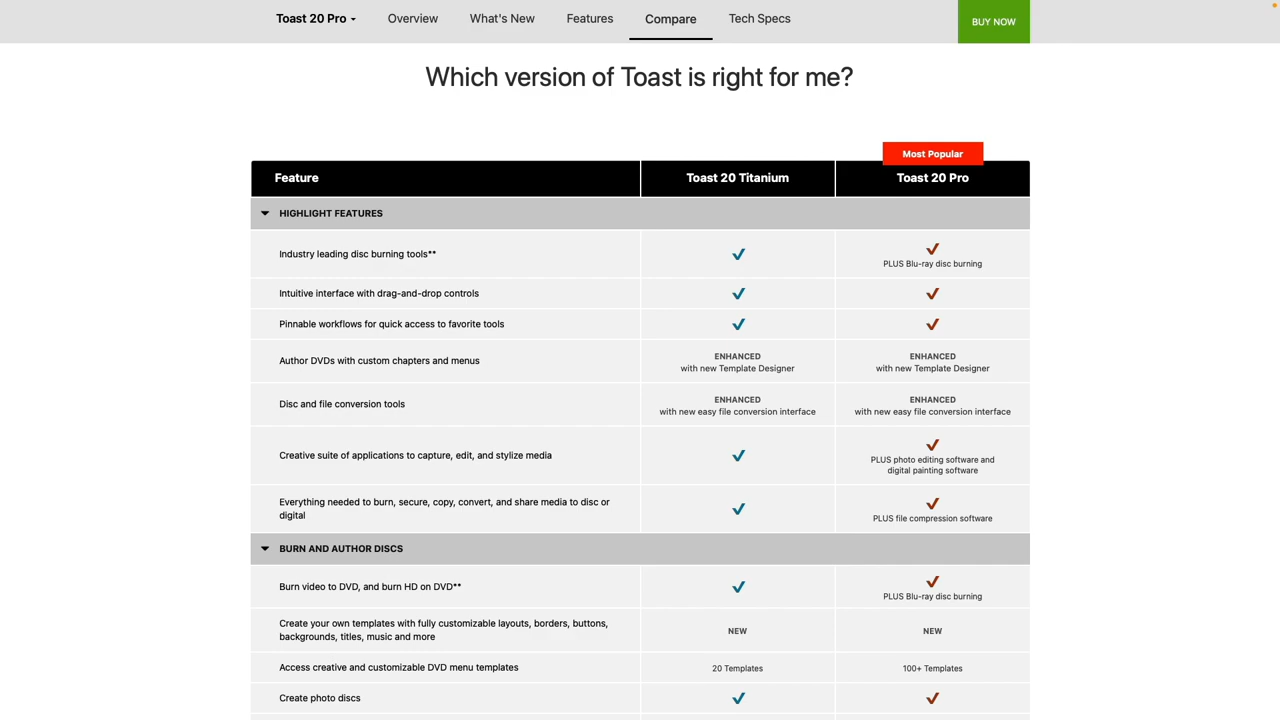 Toast 20 Pro Overview What's New Features Compare Tech Specs BUY NOW
Which version of Toast is right for me?
Most Popular
Feature Toast 20 Titanium Toast 20 Pro
HIGHLIGHT FEATURES
Industry leading disc burning tools**
PLUS Blu-ray disc burning
Intuitive interface with drag-and-drop controls
Pinnable workflows for quick access to favorite tools
Author DVDs with custom chapters and menus
ENHANCED
with new Template Designer
ENHANCED
with new Template Designer
Disc and file conversion tools
ENHANCED
with new easy file conversion interface
ENHANCED
with new easy file conversion interface
Creative suite of applications to capture, edit, and stylize media
PLUS photo editing software and
digital painting software
Everything needed to burn, secure, copy, convert, and share media to disc or
digital
PLUS file compression software
BURN AND AUTHOR DISCS
Burn video to DVD, and burn HD on DVD**
PLUS Blu-ray disc burning
Create your own templates with fully customizable layouts, borders, buttons,
backgrounds, titles, music and more
NEW
NEW
Access creative and customizable DVD menu templates
20 Templates
100+ Templates
Create photo discs